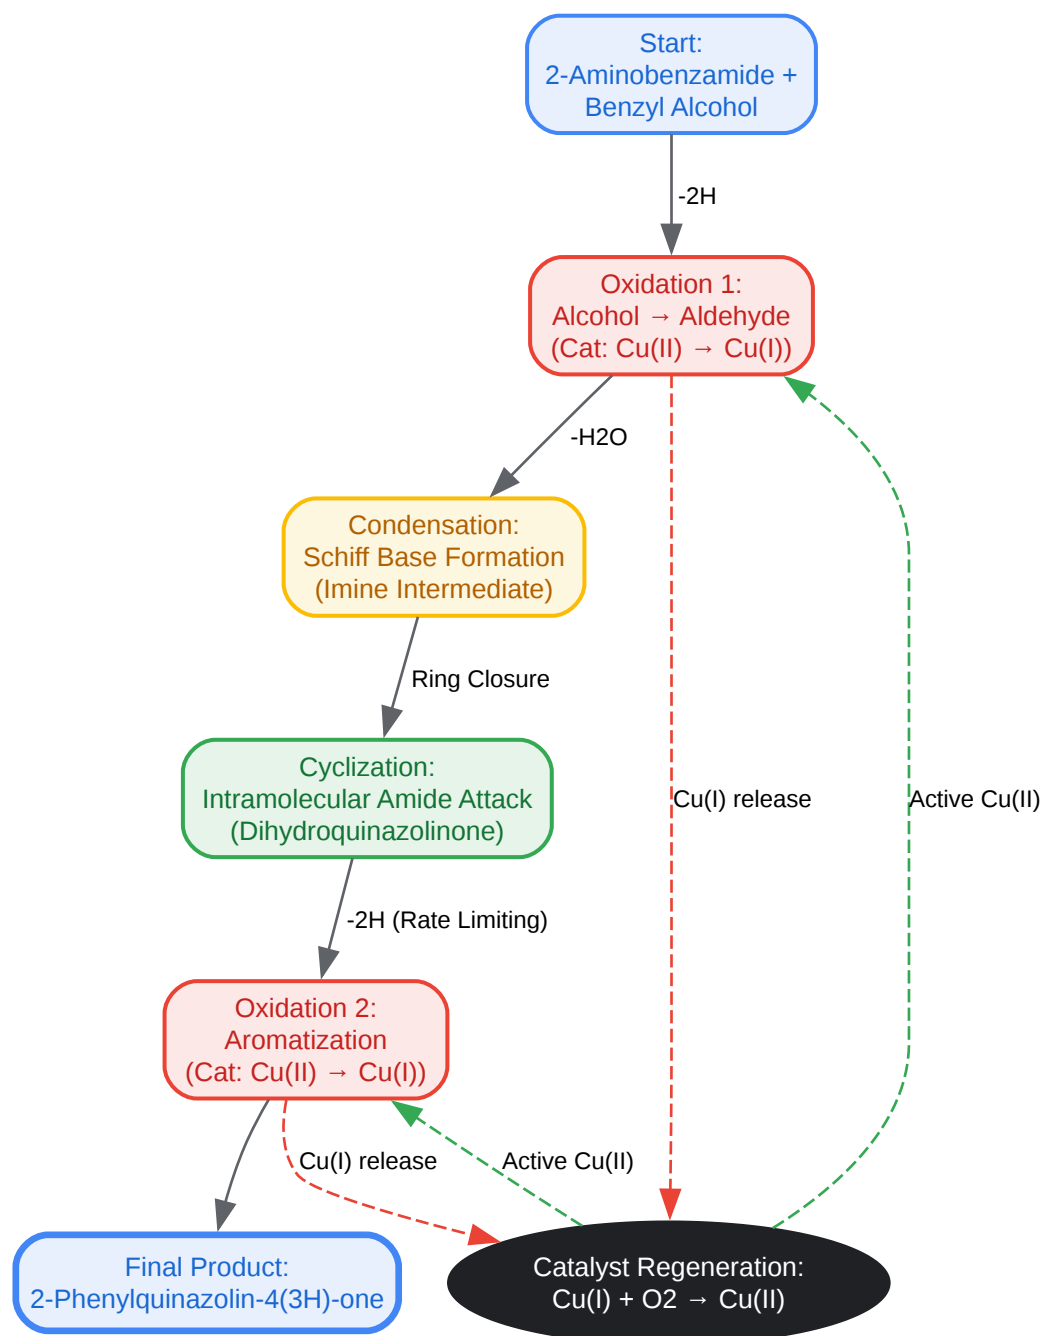 Start:
2-Aminobenzamide +
Benzyl Alcohol
-2H
Oxidation 1:
Alcohol → Aldehyde
(Cat: Cu(II) → Cu(I))
-H2O
Condensation:
Schiff Base Formation
(Imine Intermediate)
Ring Closure
Cyclization:
Intramolecular Amide Attack
(Dihydroquinazolinone)
Cu(I) release
Active Cu(II)
-2H (Rate Limiting)
Oxidation 2:
Aromatization
(Cat: Cu(II) → Cu(I))
Cu(I) release
Active Cu(II)
Final Product:
2-Phenylquinazolin-4(3H)-one
Catalyst Regeneration:
Cu(I) + O2 → Cu(II)